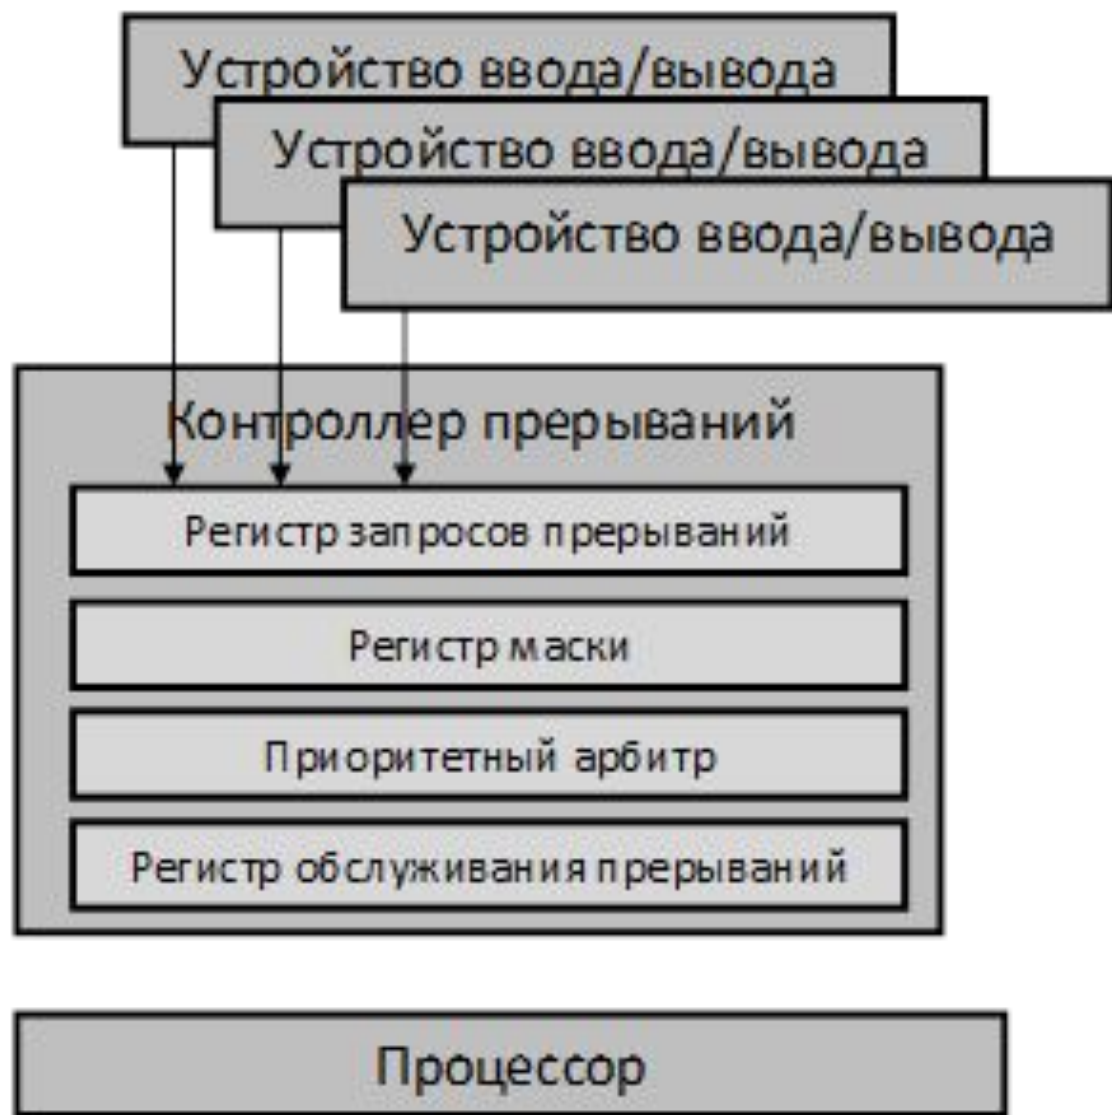 Устройство ввода/вывода
Устройство ввода/вывода
Устройство ввода/вывода
Контроллер прерываний
Регистр запросов прерываний
Регистр маски
Приоритетный арбитр
Регистр обслуживания прерываний
Процессор